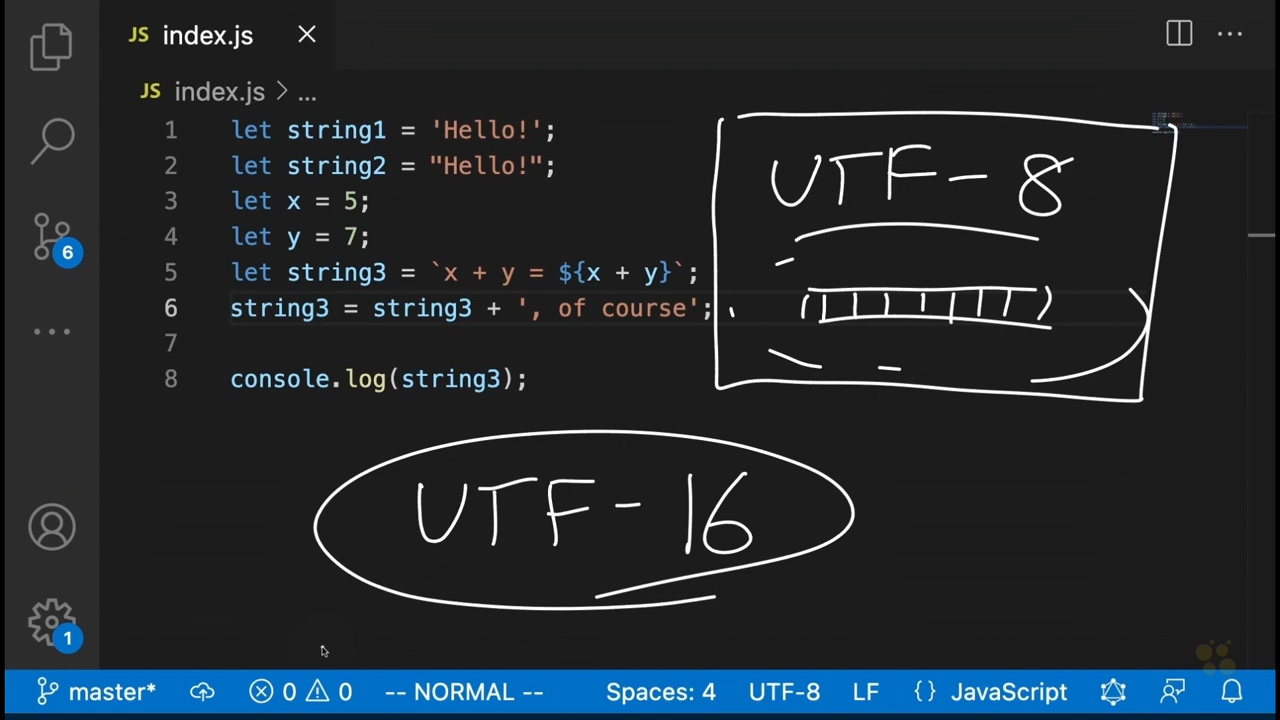 JS index.js
JS index.js > ...
1 let string1 = 'Hello!';
2 let string2 = "Hello!";
3 let x = 5;
4 let y = 7;
5 let string3 = `x + y = ${x + y}`;
6 string3 = string3 + ', of course';
7
8 console.log(string3);
UTF-8
UTF-16
6
1
master* 0 0 -- NORMAL -- Spaces: 4 UTF-8 LF {} JavaScript